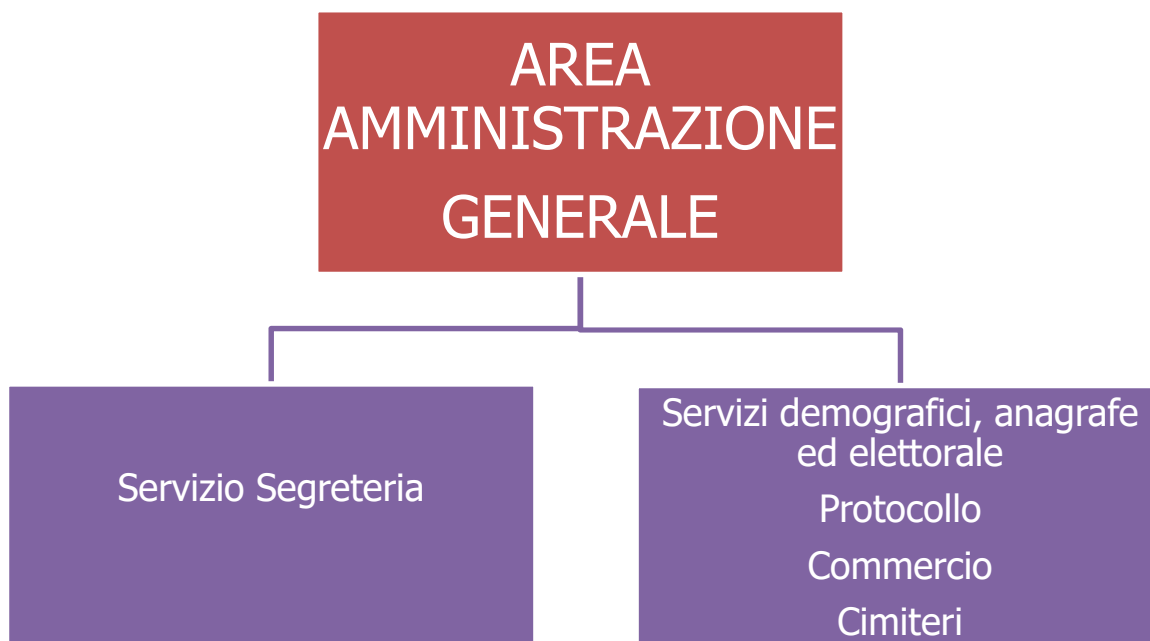 AREA
AMMINISTRAZIONE
GENERALE
Servizio Segreteria
Servizi demografici, anagrafe
ed elettorale
Protocollo
Commercio
Cimiteri